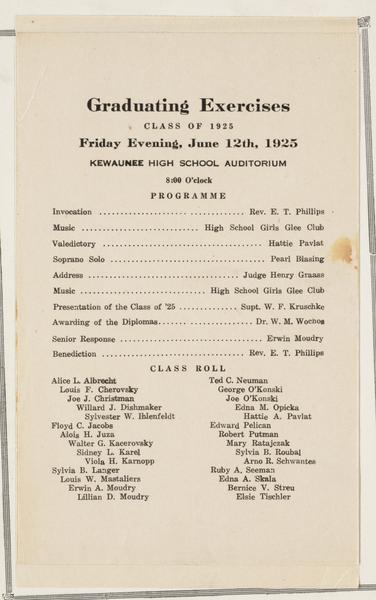 Graduating Exercises
CLASS OF 1925
Friday Evening, June 12th, 1925
KEWAUNEE HIGH SCHOOL AUDITORIUM
8:00 O'clock
PROGRAMME
Invocation ........................................ Rev. E. T. Phillips
Music ........................... High School Girls Glee Club
Valedictory ........................................... Hattie Pavlat
Soprano Solo ....................................... Pearl Blasing
Address .................................... Judge Henry Graass
Music ............................. High School Girls Glee Club
Presentation of the Class of '25 ............. Supt. W. F. Kruschke
Awarding of the Diplomas...................... Dr. W. M. Wochos
Senior Response ................................. Erwin Moudry
Benediction ................................... Rev. E. T. Phillips
CLASS ROLL
Alice L. Albrecht
Louis F. Cherovsky
Joe J. Christman
Willard J. Dishmaker
Sylvester W. Ihlenfeldt
Floyd C. Jacobs
Alois H. Juza
Walter G. Kacerovsky
Sidney L. Karel
Viola H. Karnopp
Sylvia B. Langer
Louis W. Mastaliers
Erwin A. Moudry
Lillian D. Moudry
Ted C. Neuman
George O'Konski
Joe O'Konski
Edna M. Opicka
Hattie A. Pavlat
Edward Pelican
Robert Putman
Mary Ratajczak
Sylvia B. Roubal
Arno R. Schwantes
Ruby A. Seeman
Edna A. Skala
Bernice V. Streu
Elsie Tischler